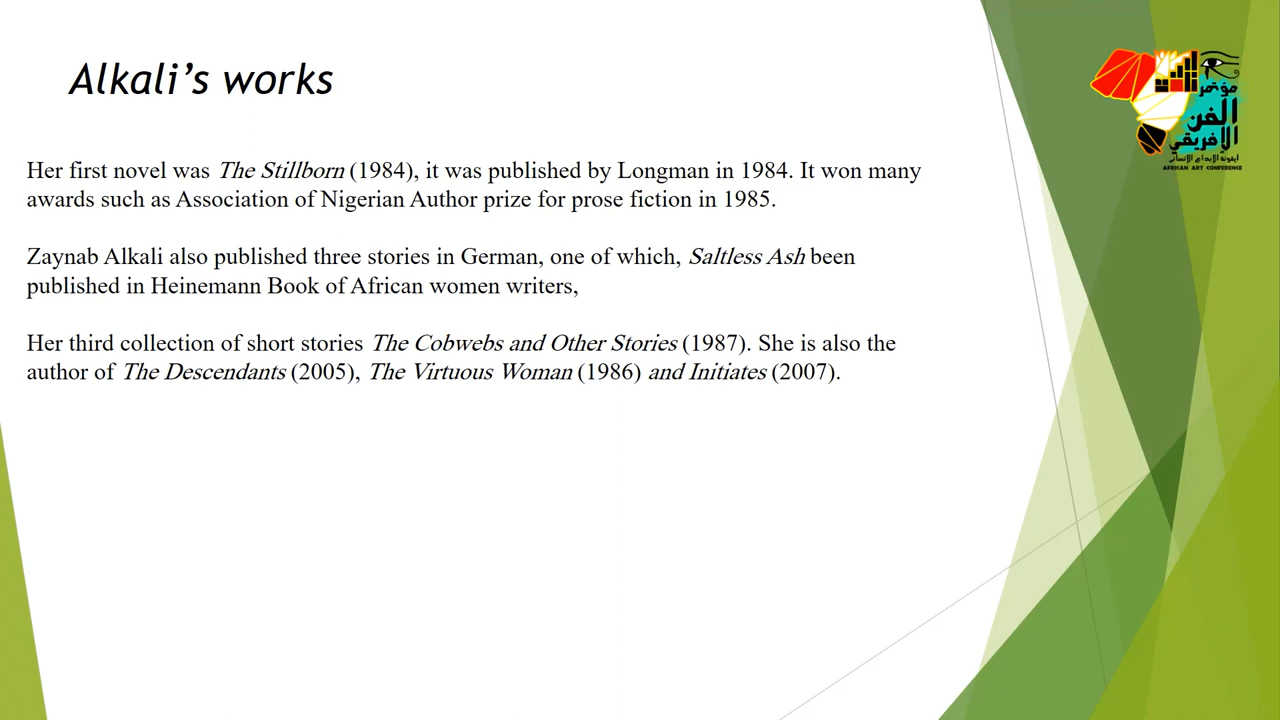 Alkali’s works
مؤتمر
الفن
الإفريقي
ايقونة الإبداع الإنساني
AFRICAN ART CONFERENCE
Her first novel was The Stillborn (1984), it was published by Longman in 1984. It won many
awards such as Association of Nigerian Author prize for prose fiction in 1985.
Zaynab Alkali also published three stories in German, one of which, Saltless Ash been
published in Heinemann Book of African women writers,
Her third collection of short stories The Cobwebs and Other Stories (1987). She is also the
author of The Descendants (2005), The Virtuous Woman (1986) and Initiates (2007).